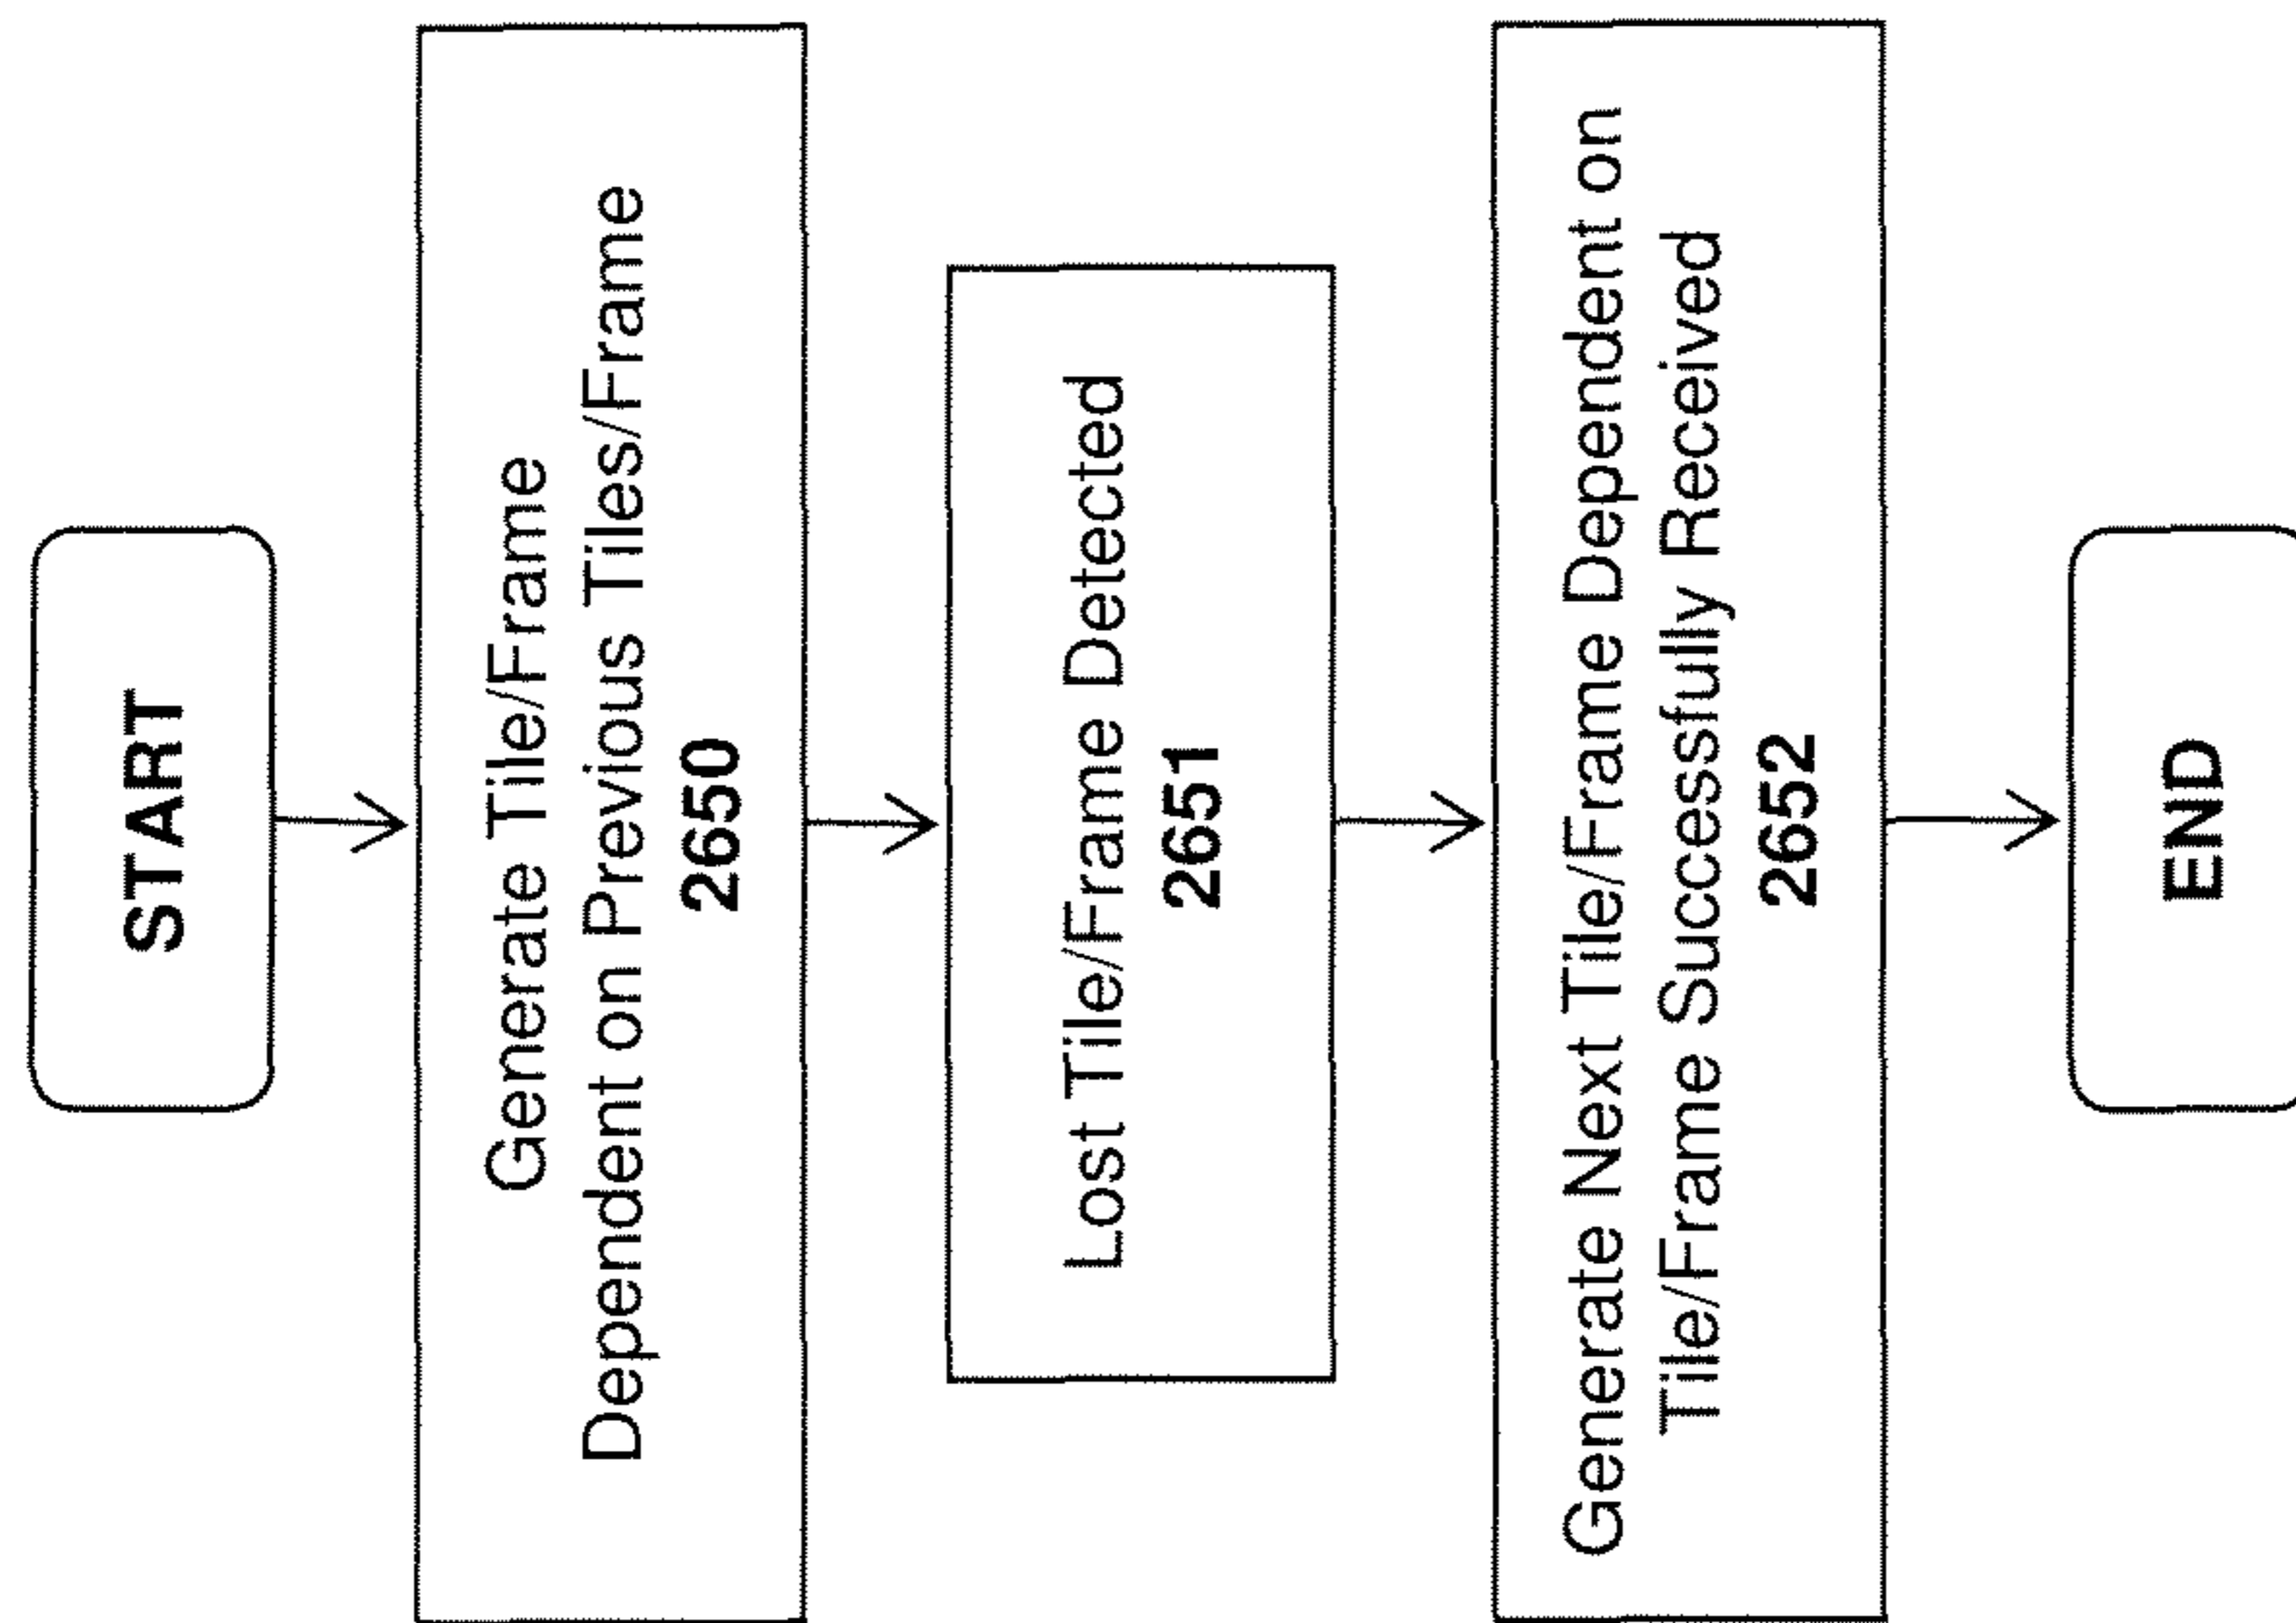 START
Generate Tile/Frame
Dependent on Previous Tiles/Frame
2650
Lost Tile/Frame Detected
2651
Generate Next Tile/Frame Dependent on
Tile/Frame Successfully Received
2652
END